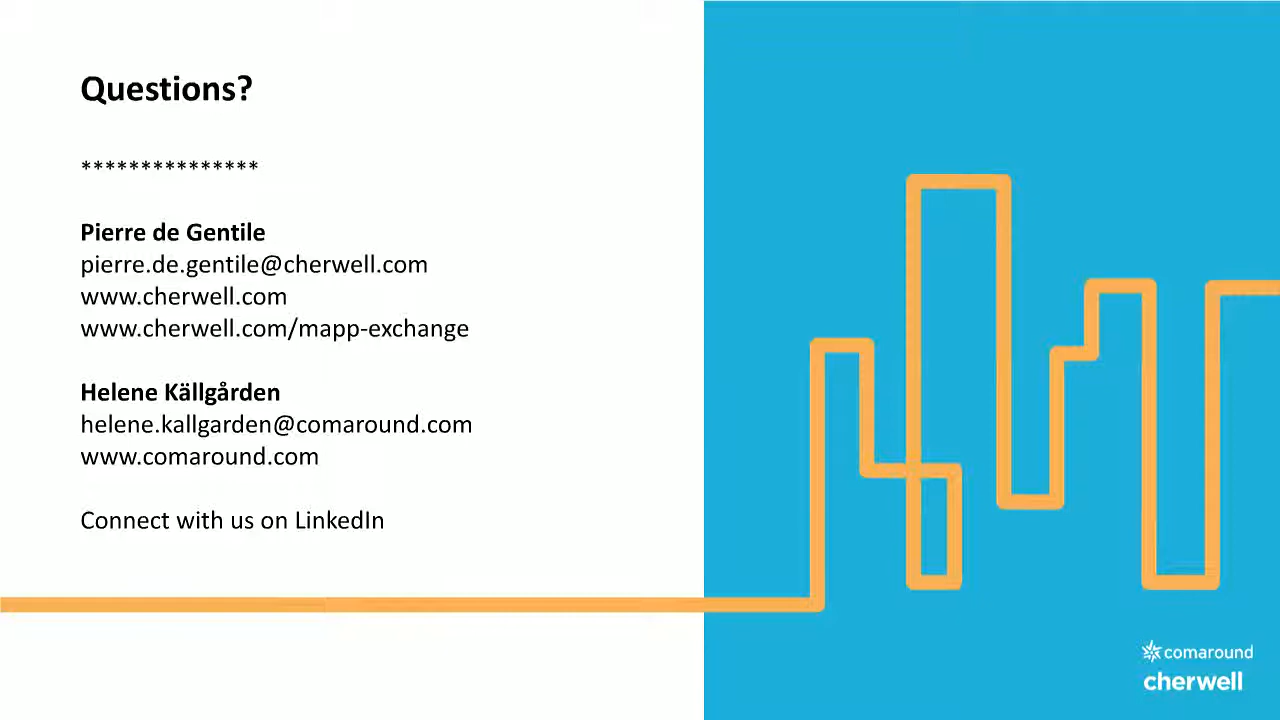 Questions?
***************
Pierre de Gentile
pierre.de.gentile@cherwell.com
www.cherwell.com
www.cherwell.com/mapp-exchange
Helene Källgården
helene.kallgarden@comaround.com
www.comaround.com
Connect with us on LinkedIn
comaround
cherwell